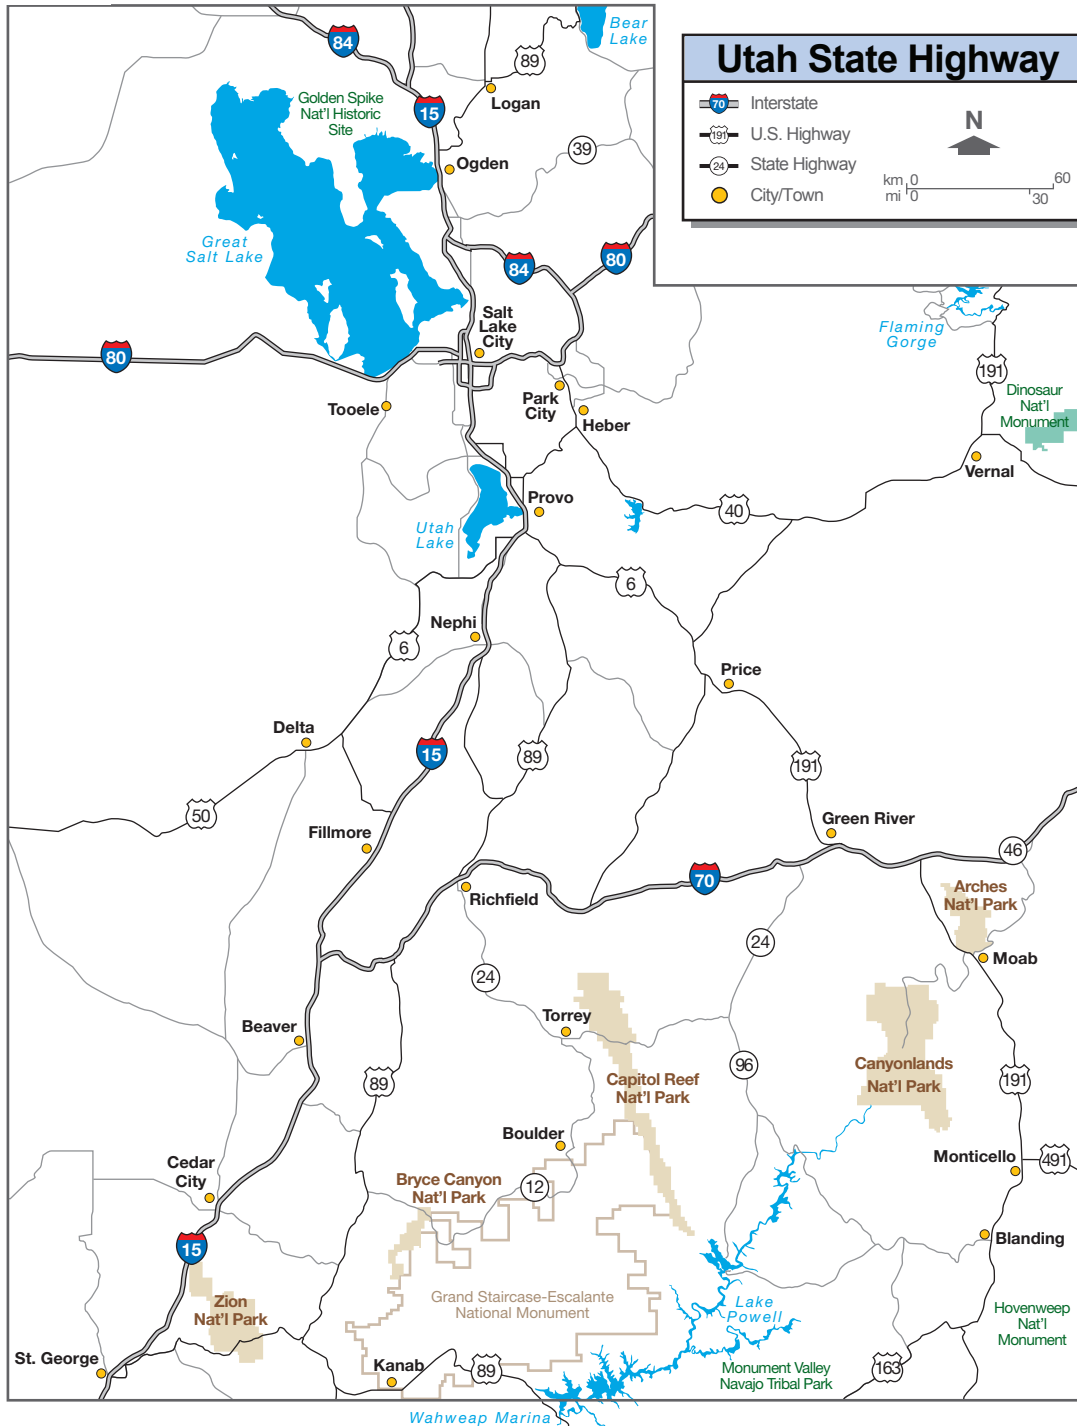 Bear
Lake
84
89
Utah State Highway
Logan
Golden Spike
Nat'l Historic
Site
15
70
Interstate
191
U.S. Highway
N
24
State Highway
km 0
60
mi 0
30
City/Town
39
Ogden
Great
Salt Lake
84
80
Salt
Lake
City
Flaming
Gorge
80
191
Dinosaur
Nat'l
Monument
Park
City
Tooele
Heber
Vernal
Provo
40
Utah
Lake
6
Nephi
6
Price
Delta
15
89
191
50
Green River
Fillmore
46
70
Arches
Nat'l Park
Richfield
24
Moab
24
Torrey
Beaver
Canyonlands
Nat'l Park
96
Capitol Reef
Nat'l Park
89
191
Boulder
Monticello
491
Cedar
City
Bryce Canyon
Nat'l Park
12
Blanding
15
Grand Staircase-Escalante
National Monument
Lake
Powell
Hovenweep
Nat'l
Monument
Zion
Nat'l Park
St. George
Kanab
89
Monument Valley
Navajo Tribal Park
163
Wahweap Marina